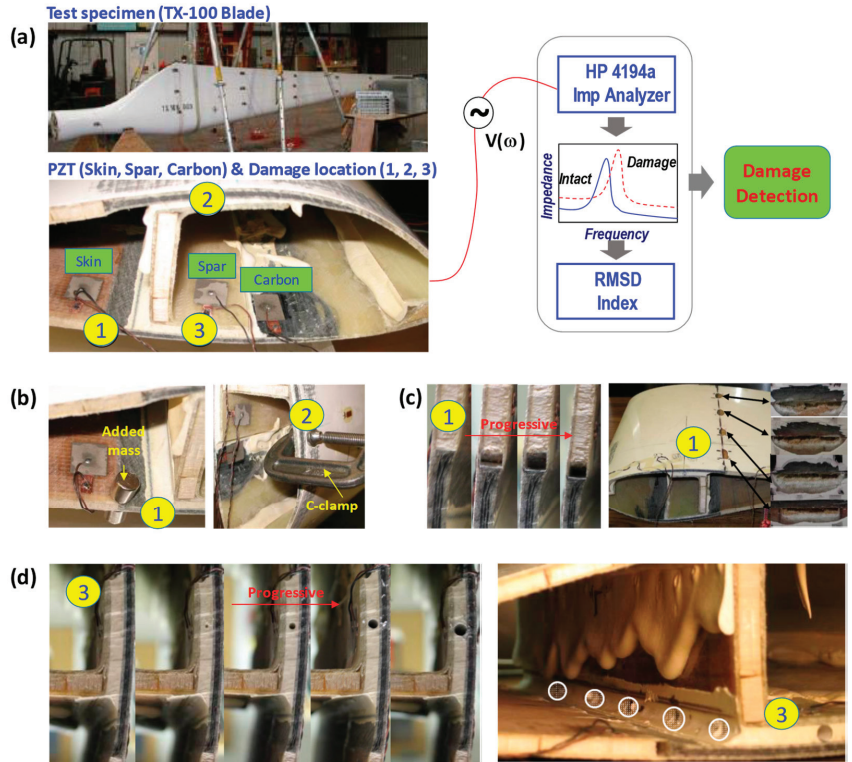 Test specimen (TX-100 Blade)
(a)
HP 4194a
Imp Analyzer
V(ω)
Impedance
Intact
Damage
Frequency
RMSD
Index
Damage
Detection
PZT (Skin, Spar, Carbon) & Damage location (1, 2, 3)
2
Skin
Spar
Carbon
1
3
(b)
Added
mass
1
2
C-clamp
(c)
1
Progressive
1
(d)
3
Progressive
3